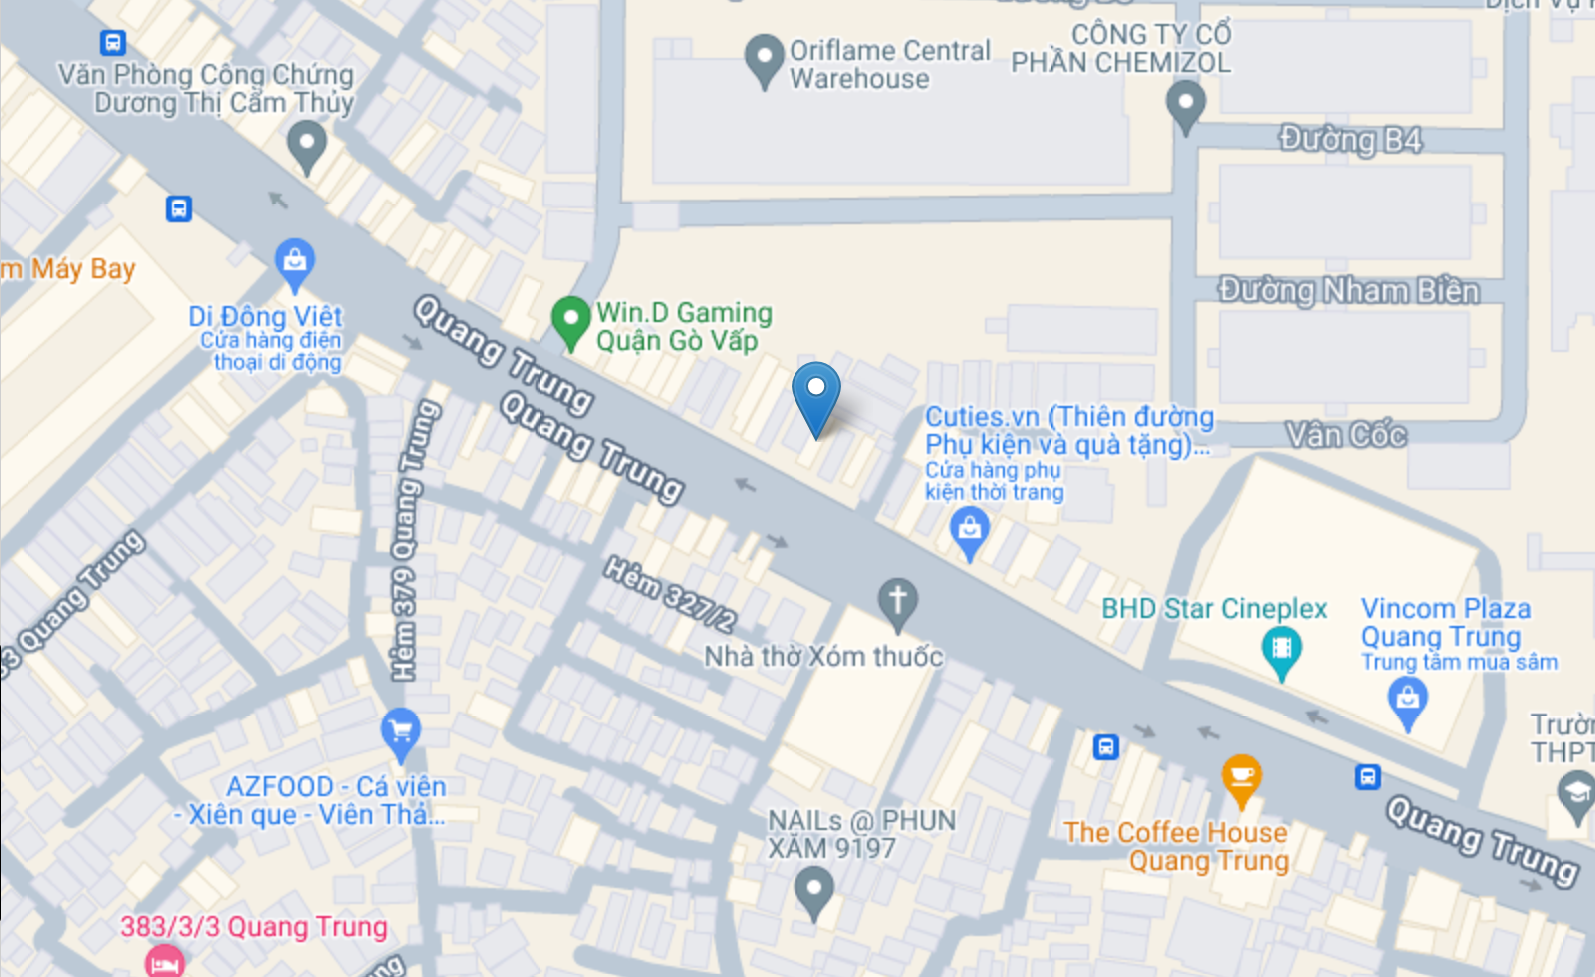 Oriflame Central
Warehouse
CÔNG TY CỔ
PHẦN CHEMIZOL
Văn Phòng Công Chứng
Dương Thị Cẩm Thủy
Đường B4
m Máy Bay
Di Động Việt
Cửa hàng điện
thoại di động
Quang Trung
Win.D Gaming
Quận Gò Vấp
Đường Nham Biền
Quang Trung
Cuties.vn (Thiên đường
Phụ kiện và quà tặng)...
Cửa hàng phụ
kiện thời trang
Vân Cốc
Hẻm 379 Quang Trung
3 Quang Trung
Hẻm 327/2
Nhà thờ Xóm thuốc
BHD Star Cineplex
Vincom Plaza
Quang Trung
Trung tâm mua sắm
Trườn
THPT
AZFOOD - Cá viên
- Xiên que - Viên Thả...
NAILs @ PHUN
XĂM 9197
The Coffee House
Quang Trung
Quang Trung
383/3/3 Quang Trung